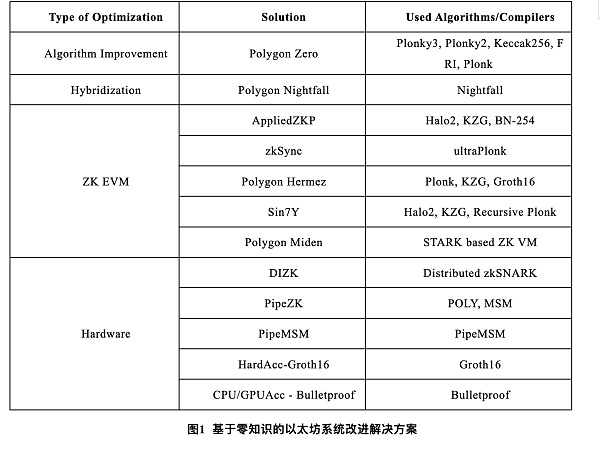 Type of Optimization Solution Used Algorithms/Compilers
Algorithm Improvement Polygon Zero Plonky3, Plonky2, Keccak256, F
RI, Plonk
Hybridization Polygon Nightfall Nightfall
AppliedZKP Halo2, KZG, BN-254
zkSync ultraPlonk
ZK EVM Polygon Hermez Plonk, KZG, Groth16
Sin7Y Halo2, KZG, Recursive Plonk
Polygon Miden STARK based ZK VM
DIZK Distributed zkSNARK
PipeZK POLY, MSM
Hardware PipeMSM PipeMSM
HardAcc-Groth16 Groth16
CPU/GPUAcc - Bulletproof Bulletproof
图1 基于零知识的以太坊系统改进解决方案